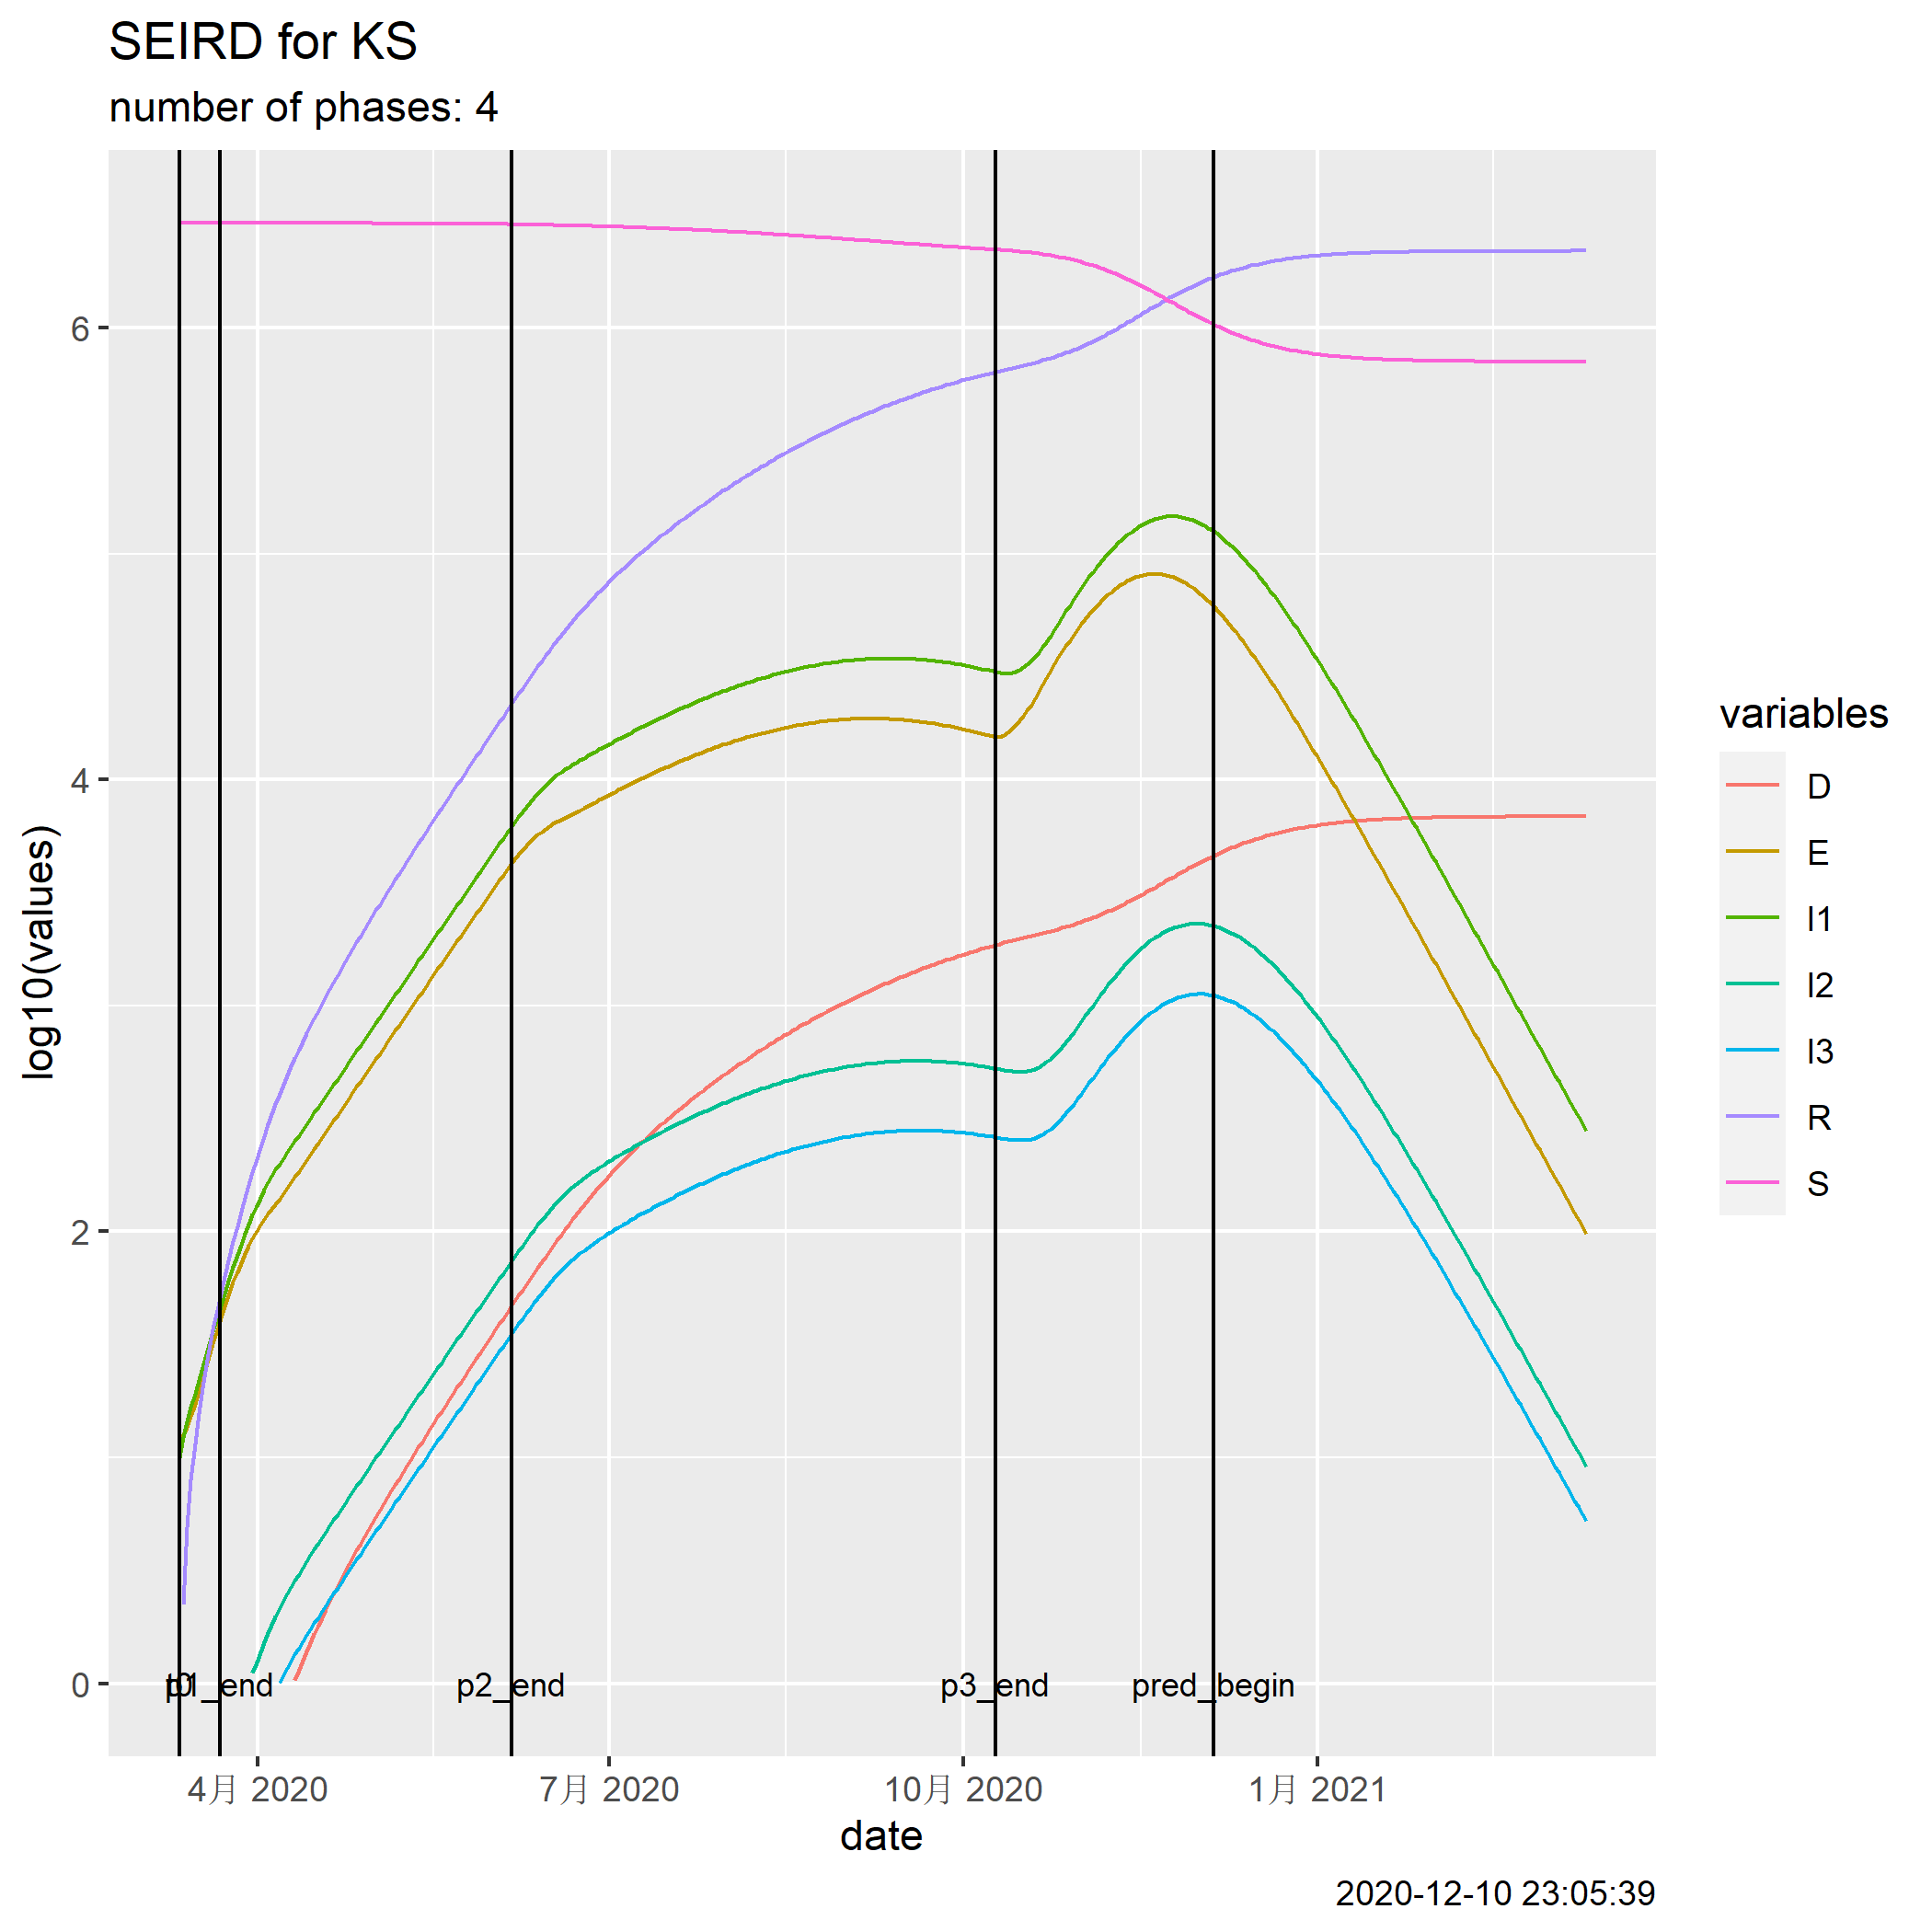 SEIRD for KS
number of phases: 4
log10(values)
6
4
2
0
t0
p1_end
p2_end
p3_end
pred_begin
4月 2020
7月 2020
10月 2020
1月 2021
date
variables
D
E
I1
I2
I3
R
S
2020-12-10 23:05:39